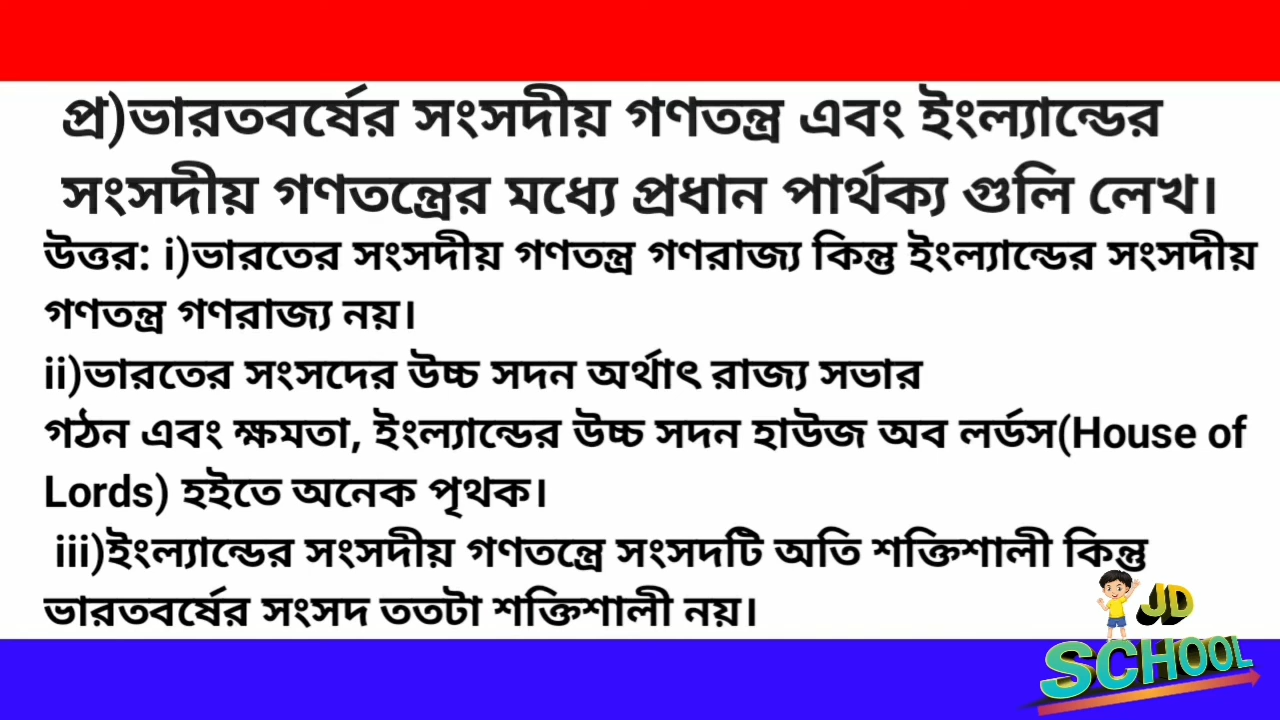 প্র)ভারতবর্ষের সংসদীয় গণতন্ত্র এবং ইংল্যান্ডের
সংসদীয় গণতন্ত্রের মধ্যে প্রধান পার্থক্য গুলি লেখ।
উত্তর: i)ভারতের সংসদীয় গণতন্ত্র গণরাজ্য কিন্তু ইংল্যান্ডের সংসদীয়
গণতন্ত্র গণরাজ্য নয়।
ii)ভারতের সংসদের উচ্চ সদন অর্থাৎ রাজ্য সভার
গঠন এবং ক্ষমতা, ইংল্যান্ডের উচ্চ সদন হাউজ অব লর্ডস(House of
Lords) হইতে অনেক পৃথক।
iii)ইংল্যান্ডের সংসদীয় গণতন্ত্রে সংসদটি অতি শক্তিশালী কিন্তু
ভারতবর্ষের সংসদ ততটা শক্তিশালী নয়।
JD
SCHOOL